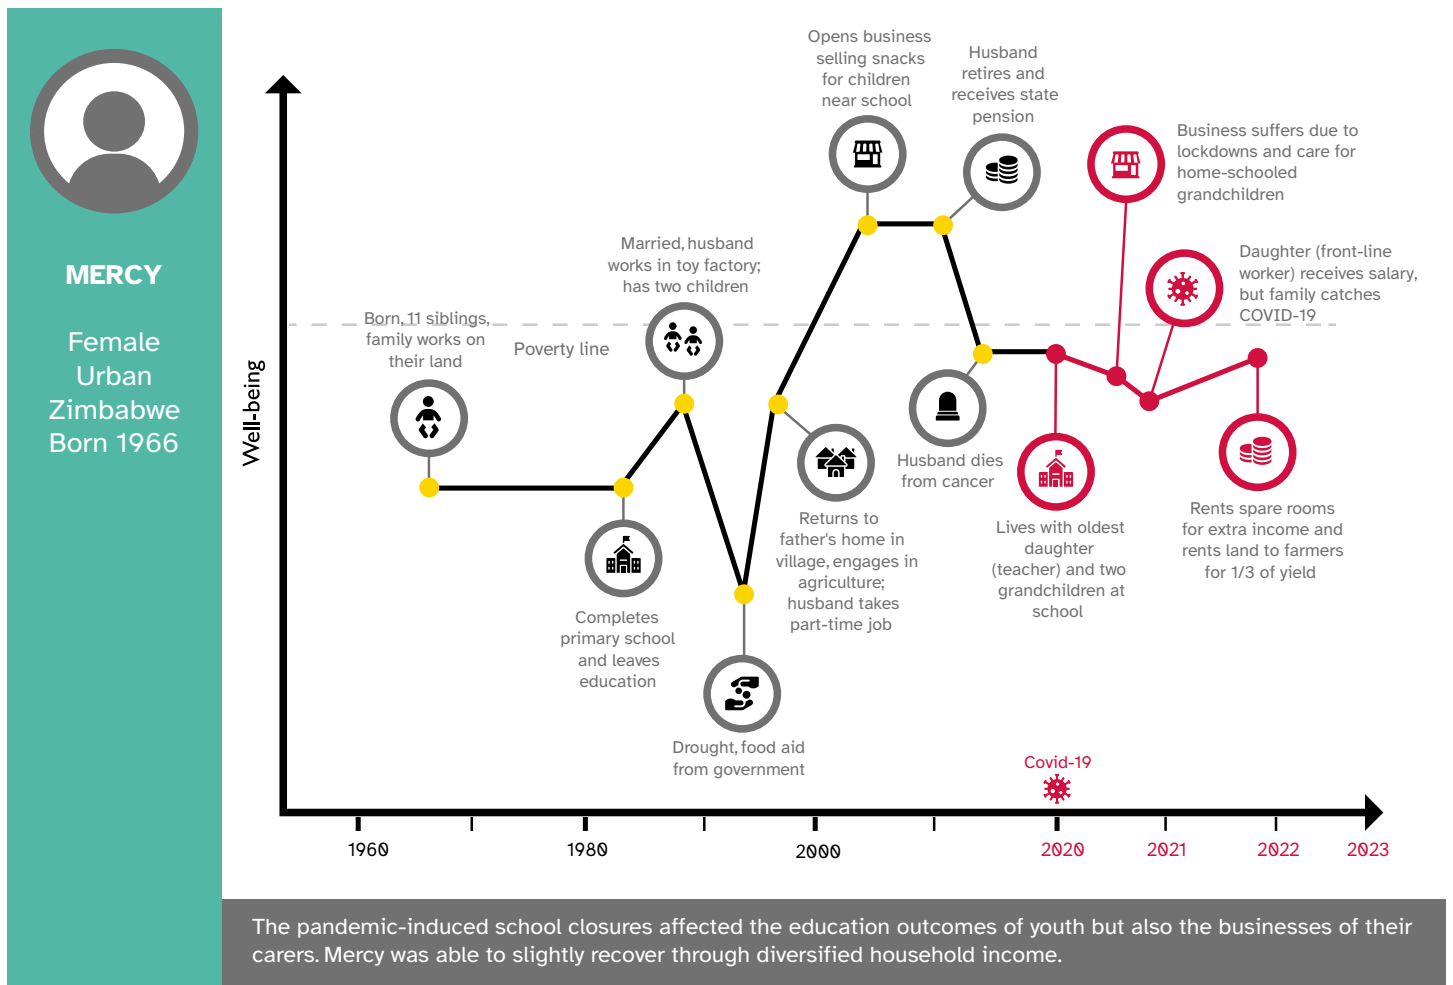 MERCY
Female
Urban
Zimbabwe
Born 1966
Well-being
Poverty line
Born, 11 siblings,
family works on
their land
Completes
primary school
and leaves
education
Married, husband
works in toy factory;
has two children
Drought, food aid
from government
Returns to
father's home in
village, engages in
agriculture;
husband takes
part-time job
Opens business
selling snacks
for children
near school
Husband
retires and
receives state
pension
Husband dies
from cancer
Lives with oldest
daughter
(teacher) and two
grandchildren at
school
Business suffers due to
lockdowns and care for
home-schooled
grandchildren
Daughter (front-line
worker) receives salary,
but family catches
COVID-19
Rents spare rooms
for extra income and
rents land to farmers
for 1/3 of yield
Covid-19
1960
1980
2000
2020
2021
2022
2023
The pandemic-induced school closures affected the education outcomes of youth but also the businesses of their
carers. Mercy was able to slightly recover through diversified household income.